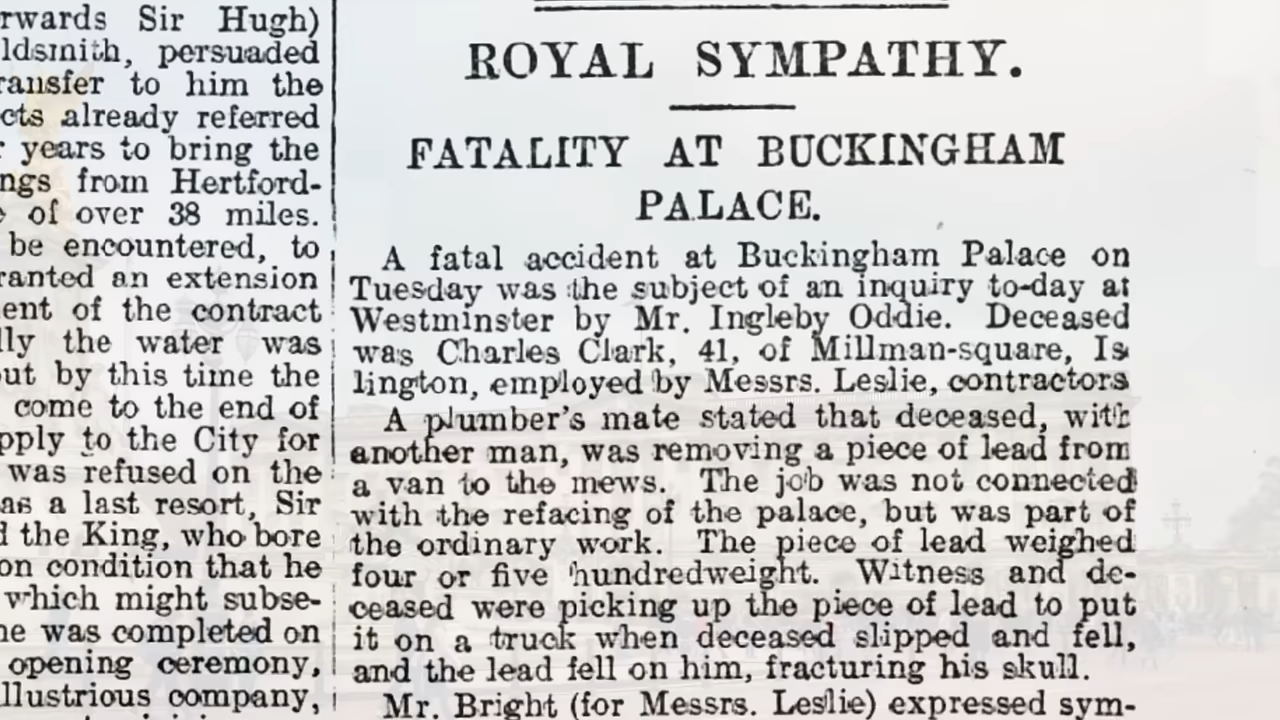 rwards Sir Hugh)
ldsmith, persuaded
ransfer to him the
cts already referred
r years to bring the
ngs from Hertford-
e of over 38 miles.
be encountered, to
ranted an extension
ent of the contract
lly the water was
out by this time the
come to the end of
pply to the City for
was refused on the
as a last resort, Sir
d the King, who bore
on condition that he
which might subse-
ne was completed on
opening ceremony,
llustrious company,
ROYAL SYMPATHY.
FATALITY AT BUCKINGHAM
PALACE.
A fatal accident at Buckingham Palace on
Tuesday was the subject of an inquiry to-day at
Westminster by Mr. Ingleby Oddie. Deceased
was Charles Clark, 41, of Millman-square, Is
lington, employed by Messrs. Leslie, contractors
A plumber's mate stated that deceased, with
another man, was removing a piece of lead from
a van to the mews. The job was not connected
with the refacing of the palace, but was part of
the ordinary work. The piece of lead weighed
four or five hundredweight. Witness and de-
ceased were picking up the piece of lead to put
it on a truck when deceased slipped and fell,
and the lead fell on him, fracturing his skull.
Mr. Bright (for Messrs. Leslie) expressed sym-